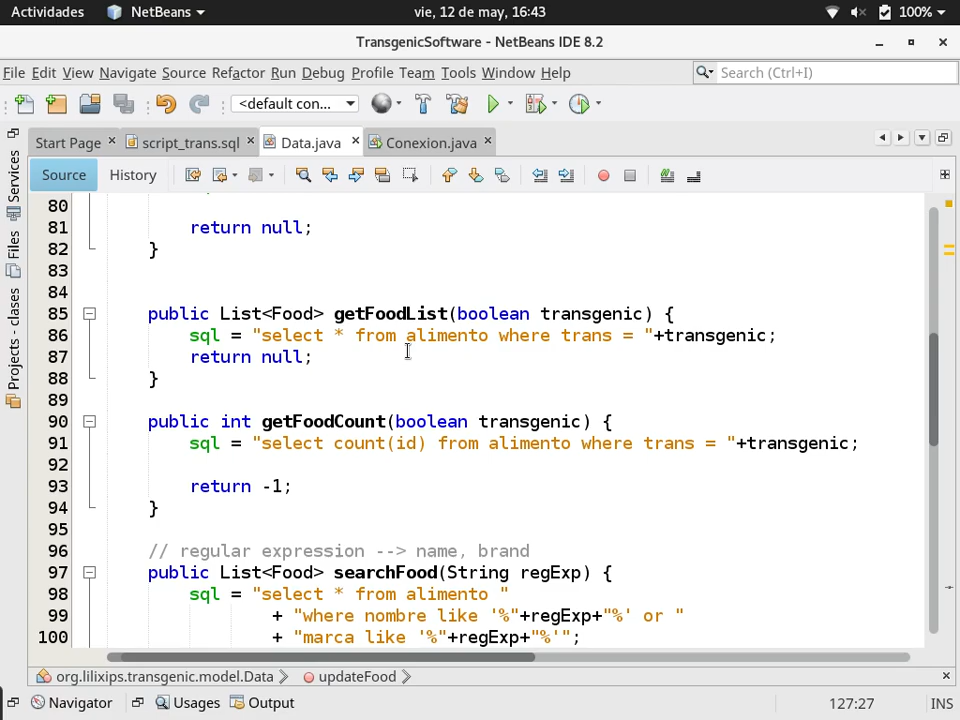 Actividades NetBeans vie, 12 de may, 16:43 100%
TransgenicSoftware - NetBeans IDE 8.2
File Edit View Navigate Source Refactor Run Debug Profile Team Tools Window Help Search (Ctrl+I)
<default con...
Start Page script_trans.sql Data.java Conexion.java
Source History
Services
Files
Projects - clases
80
81 return null;
82 }
83
84
85 public List<Food> getFoodList(boolean transgenic) {
86 sql = "select * from alimento where trans = "+transgenic;
87 return null;
88 }
89
90 public int getFoodCount(boolean transgenic) {
91 sql = "select count(id) from alimento where trans = "+transgenic;
92
93 return -1;
94 }
95
96 // regular expression --> name, brand
97 public List<Food> searchFood(String regExp) {
98 sql = "select * from alimento "
99 + "where nombre like '%"+regExp+"%' or "
100 + "marca like '%"+regExp+"%'";
org.lilixips.transgenic.model.Data updateFood
Navigator Usages Output 127:27 INS